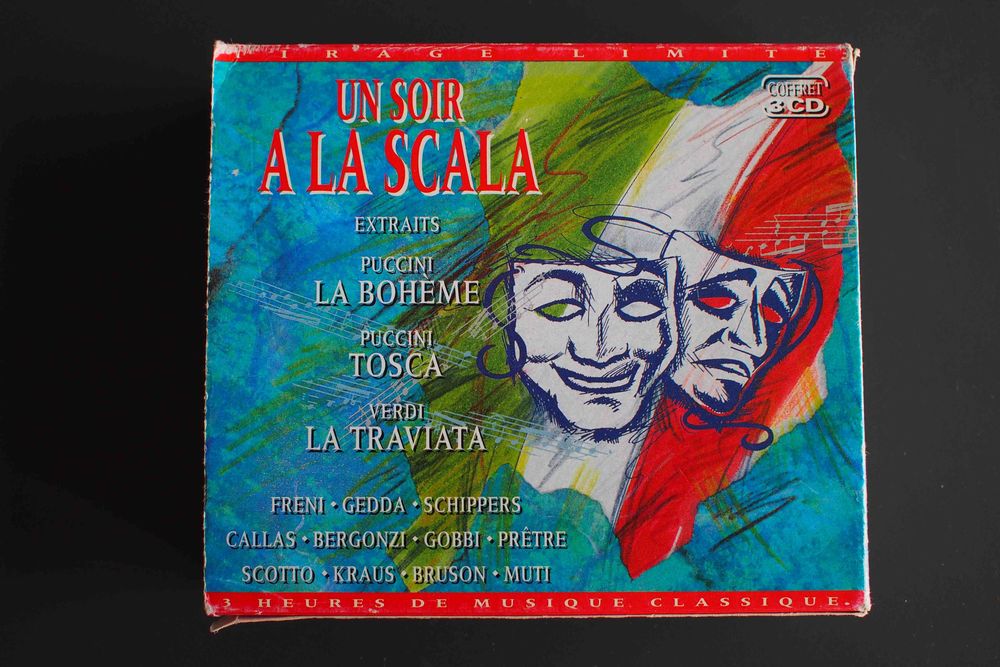 TIRAGE LIMITÉ
COFFRET
3 CD
UN SOIR
A LA SCALA
EXTRAITS
PUCCINI
LA BOHÈME
PUCCINI
TOSCA
VERDI
LA TRAVIATA
FRENI • GEDDA • SCHIPPERS
CALLAS • BERGONZI • GOBBI • PRÊTRE
SCOTTO • KRAUS • BRUSON • MUTI
3 HEURES DE MUSIQUE CLASSIQUE.